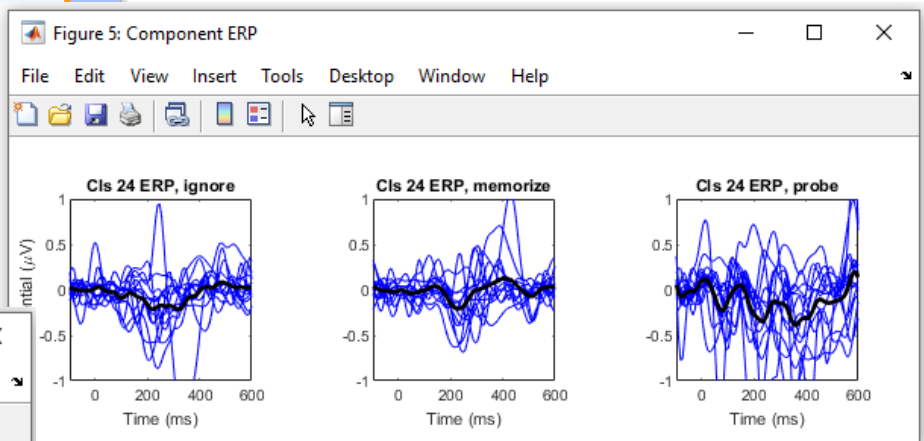 Figure 5: Component ERP
File Edit View Insert Tools Desktop Window Help
Cls 24 ERP, ignore
1
0.5
0
-0.5
-1
0 200 400 600
Time (ms)
Cls 24 ERP, memorize
1
0.5
0
-0.5
-1
0 200 400 600
Time (ms)
Cls 24 ERP, probe
1
0.5
0
-0.5
-1
0 200 400 600
Time (ms)
ntial (μV)